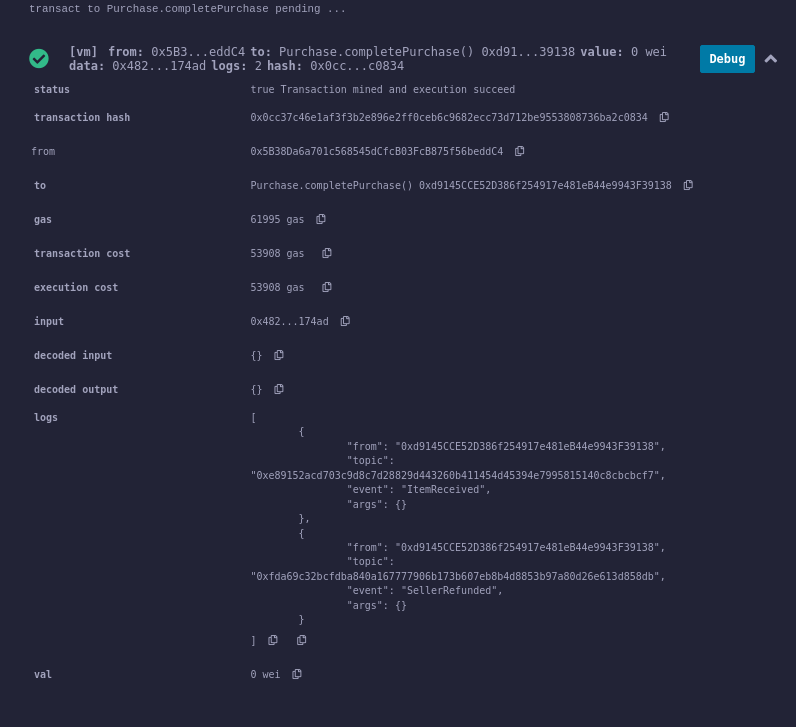 transact to Purchase.completePurchase pending ...
[vm] from: 0x5B3...eddC4 to: Purchase.completePurchase() 0xd91...39138 value: 0 wei
data: 0x482...174ad logs: 2 hash: 0x0cc...c0834
Debug
status true Transaction mined and execution succeed
transaction hash 0x0cc37c46e1af3f3b2e896e2ff0ceb6c9682ecc73d712be9553808736ba2c0834
from 0x5B38Da6a701c568545dCfcB03FcB875f56beddC4
to Purchase.completePurchase() 0xd9145CCE52D386f254917e481eB44e9943F39138
gas 61995 gas
transaction cost 53908 gas
execution cost 53908 gas
input 0x482...174ad
decoded input {}
decoded output {}
logs [
{
"from": "0xd9145CCE52D386f254917e481eB44e9943F39138",
"topic":
"0xe89152acd703c9d8c7d28829d443260b411454d45394e7995815140c8cbcbcf7",
"event": "ItemReceived",
"args": {}
},
{
"from": "0xd9145CCE52D386f254917e481eB44e9943F39138",
"topic":
"0xfda69c32bcfdba840a167777906b173b607eb8b4d8853b97a80d26e613d858db",
"event": "SellerRefunded",
"args": {}
}
]
val 0 wei